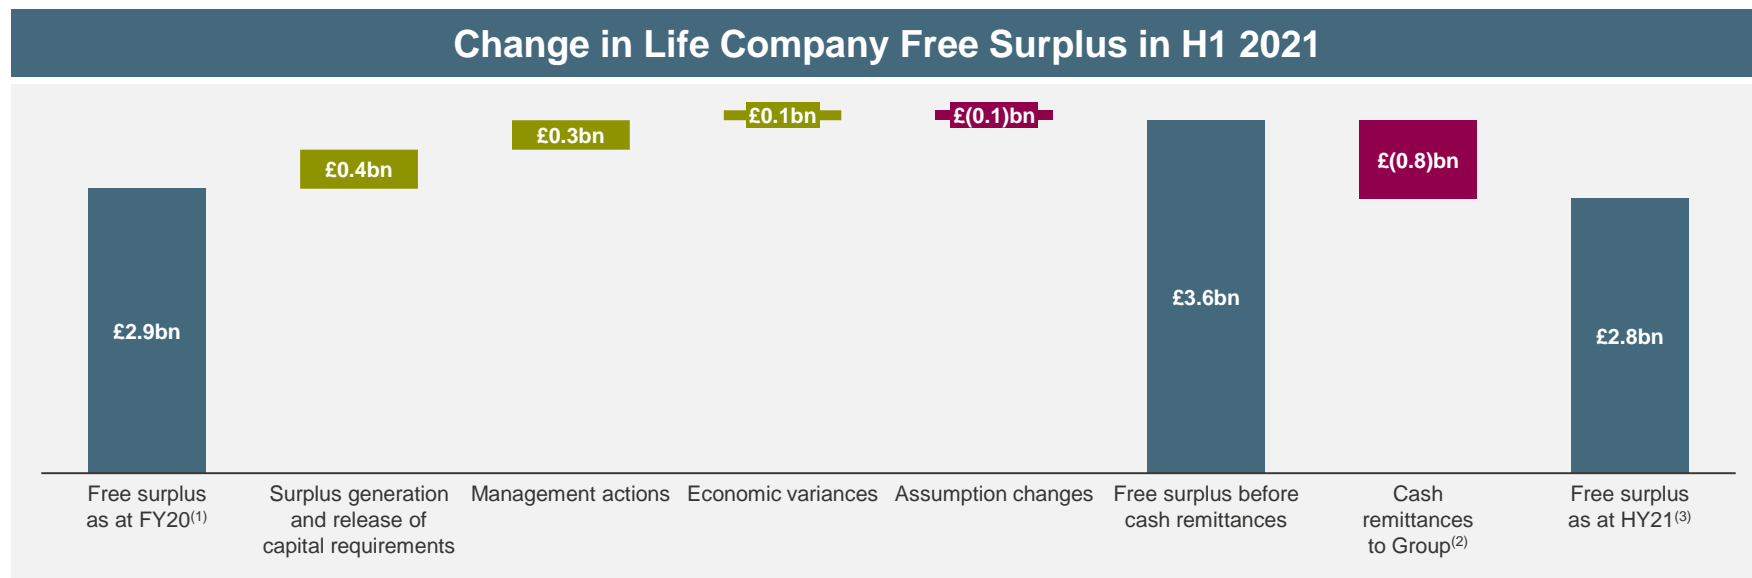 Change in Life Company Free Surplus in H1 2021
£2.9bn
£0.4bn
£0.3bn
£0.1bn
£(0.1)bn
£3.6bn
£(0.8)bn
£2.8bn
Free surplus
as at FY20(1)
Surplus generation
and release of
capital requirements
Management actions
Economic variances
Assumption changes
Free surplus before
cash remittances
Cash
remittances
to Group(2)
Free surplus
as at HY21(3)